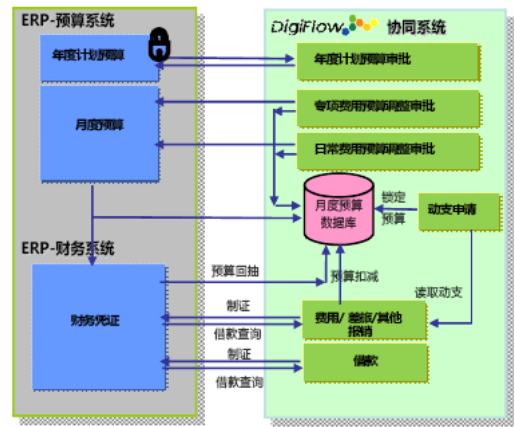 ERP-预算系统
DigiFlow 协同系统
年度计划预算
年度计划预算审批
月度预算
专项费用预算调整审批
日常费用预算调整审批
月度预算
数据库
锁定
预算
动支申请
ERP-财务系统
预算回抽
预算扣减
读取动支
财务凭证
制证
借款查询
费用/差旅/其他
报销
制证
借款查询
借款